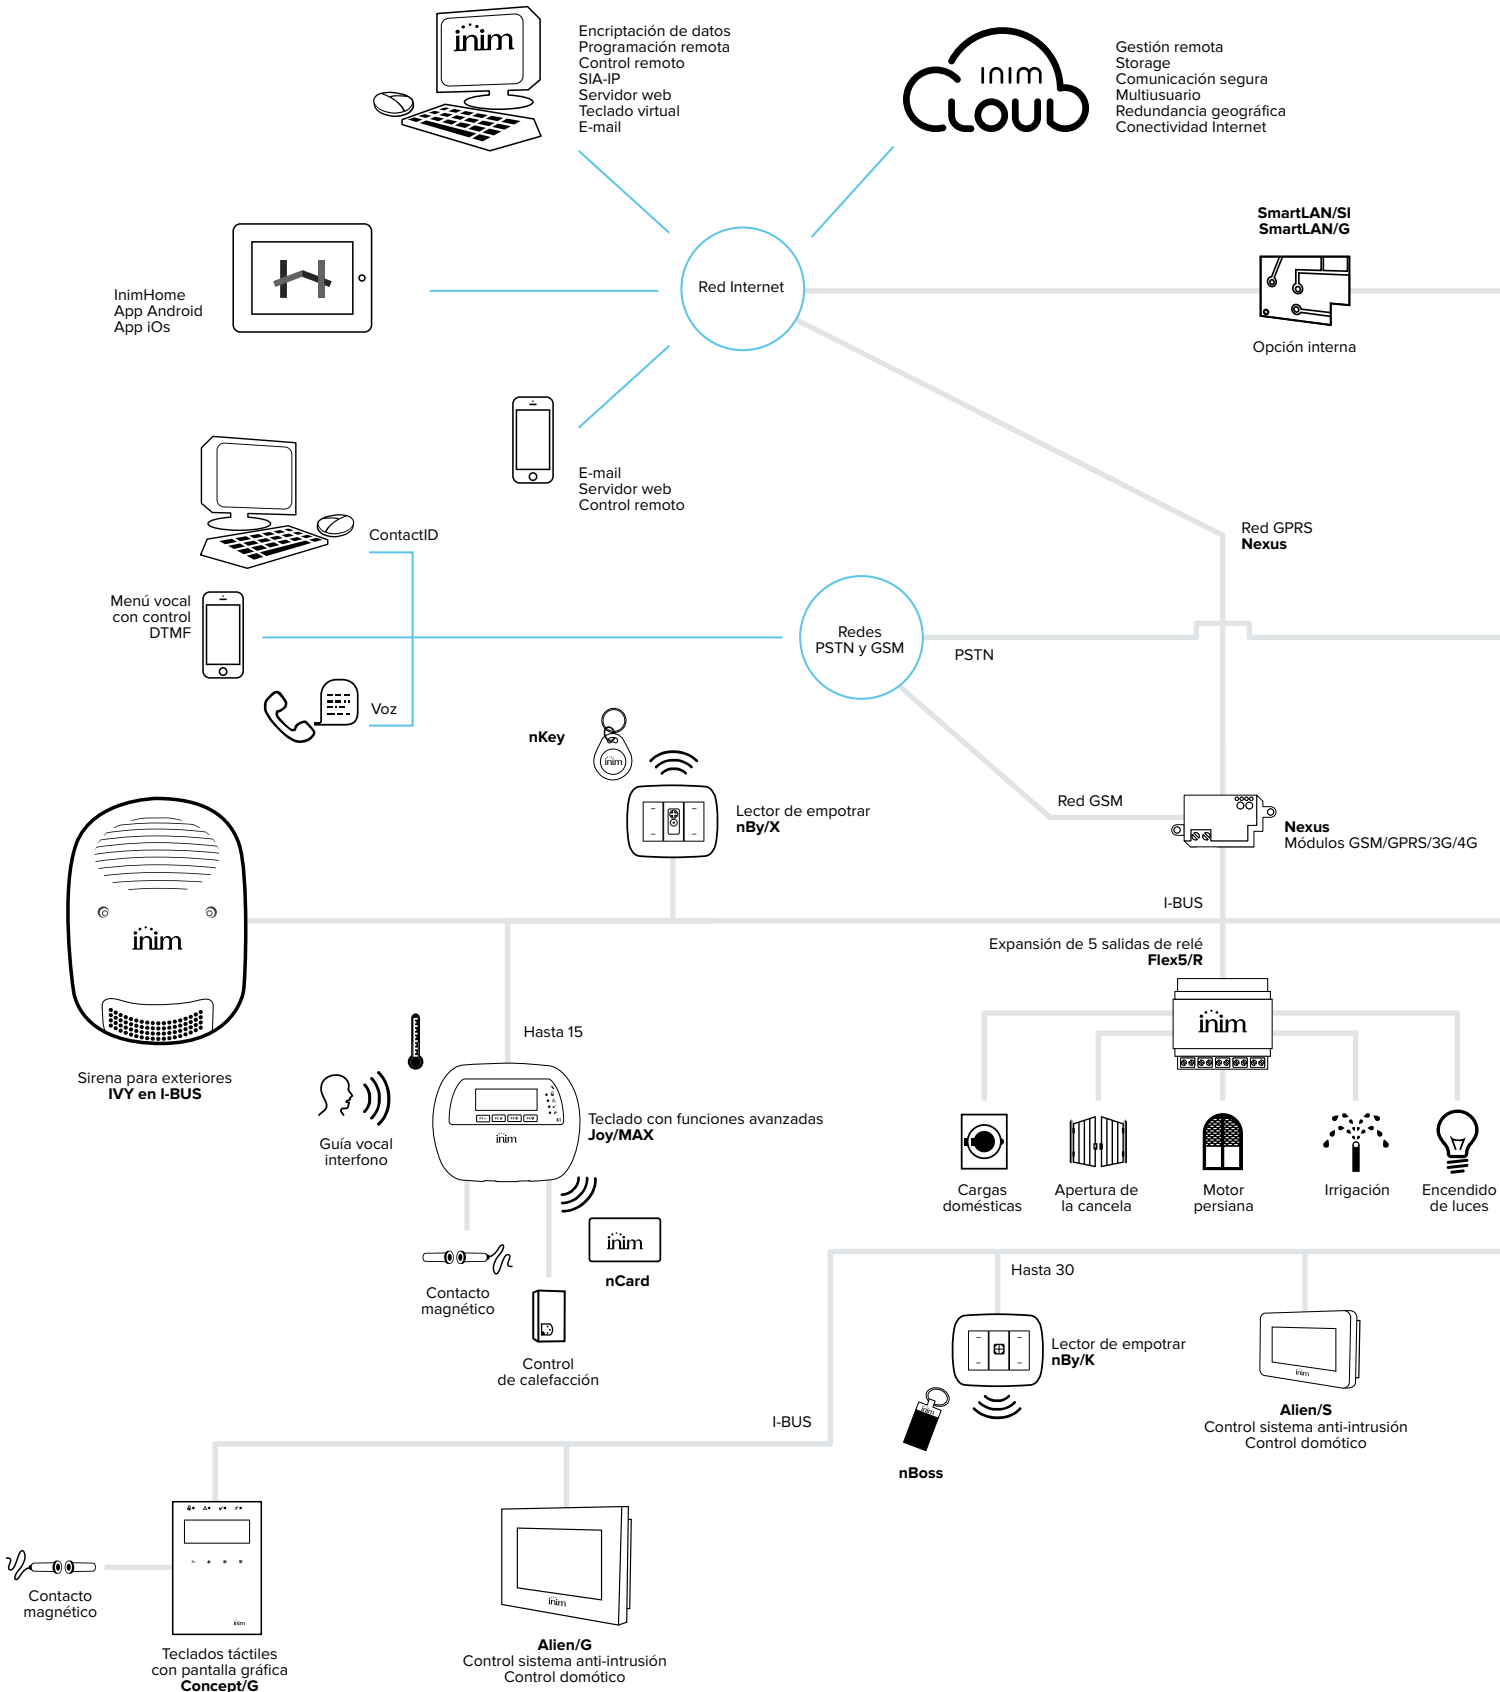 inim
Encriptación de datos
Programación remota
Control remoto
SIA-IP
Servidor web
Teclado virtual
E-mail
inim
CLOUD
Gestión remota
Storage
Comunicación segura
Multiusuario
Redundancia geográfica
Conectividad Internet
SmartLAN/SI
SmartLAN/G
Opción interna
Red Internet
InimHome
App Android
App iOs
E-mail
Servidor web
Control remoto
ContactID
Menú vocal
con control
DTMF
Voz
Redes
PSTN y GSM
PSTN
Red GPRS
Nexus
Red GSM
Nexus
Módulos GSM/GPRS/3G/4G
nKey
inim
Lector de empotrar
nBy/X
I-BUS
inim
Sirena para exteriores
IVY en I-BUS
Hasta 15
Guía vocal
interfono
inim
Teclado con funciones avanzadas
Joy/MAX
Contacto
magnético
inim
nCard
Control
de calefacción
Expansión de 5 salidas de relé
Flex5/R
inim
Cargas
domésticas
Apertura de
la cancela
Motor
persiana
Irrigación
Encendido
de luces
Hasta 30
Lector de empotrar
nBy/K
inim
nBoss
inim
Alien/S
Control sistema anti-intrusión
Control domótico
I-BUS
Contacto
magnético
inim
Teclados táctiles
con pantalla gráfica
Concept/G
inim
Alien/G
Control sistema anti-intrusión
Control domótico